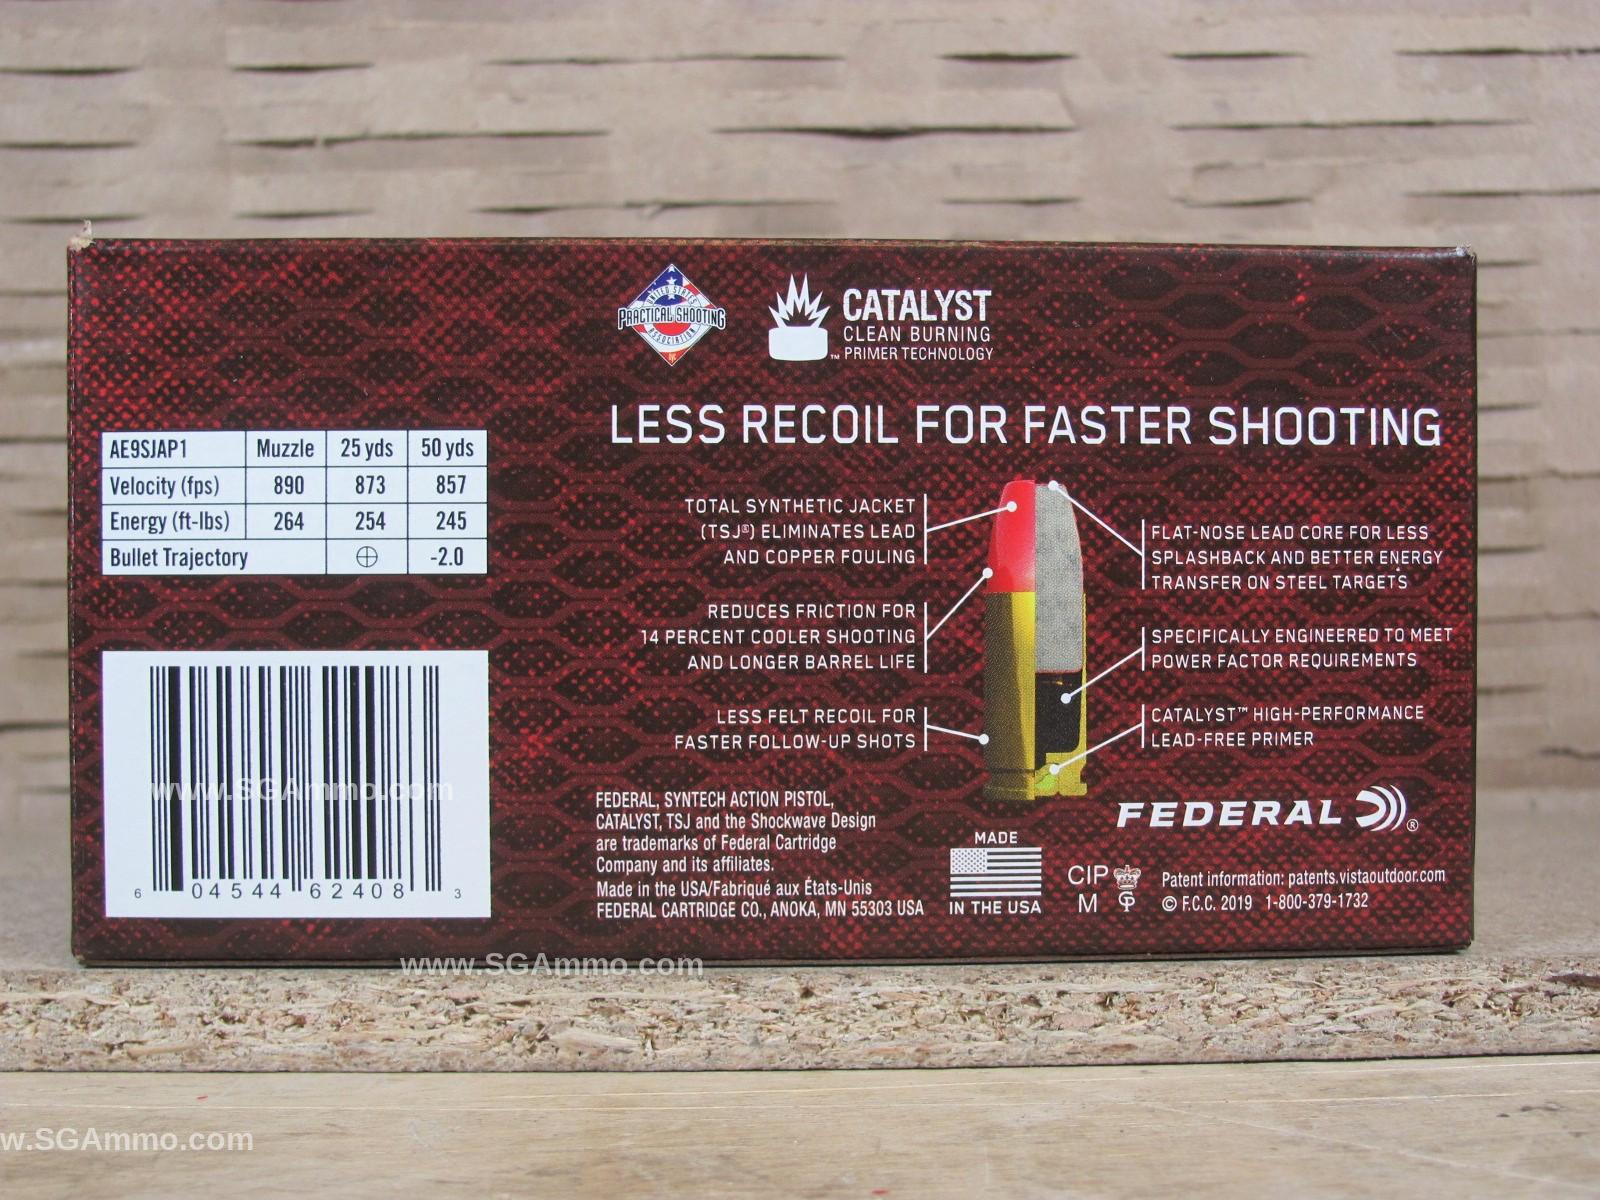 UNITED STATES
PRACTICAL SHOOTING
ASSOCIATION
CATALYST
CLEAN BURNING
™ PRIMER TECHNOLOGY
LESS RECOIL FOR FASTER SHOOTING
AE9SJAP1 Muzzle 25 yds 50 yds
Velocity (fps) 890 873 857
Energy (ft-lbs) 264 254 245
Bullet Trajectory ⊕ -2.0
TOTAL SYNTHETIC JACKET
(TSJ®) ELIMINATES LEAD
AND COPPER FOULING
REDUCES FRICTION FOR
14 PERCENT COOLER SHOOTING
AND LONGER BARREL LIFE
LESS FELT RECOIL FOR
FASTER FOLLOW-UP SHOTS
FLAT-NOSE LEAD CORE FOR LESS
SPLASHBACK AND BETTER ENERGY
TRANSFER ON STEEL TARGETS
SPECIFICALLY ENGINEERED TO MEET
POWER FACTOR REQUIREMENTS
CATALYST™ HIGH-PERFORMANCE
LEAD-FREE PRIMER
www.SGAmmo.com
6 04544 62408 3
FEDERAL, SYNTECH ACTION PISTOL,
CATALYST, TSJ and the Shockwave Design
are trademarks of Federal Cartridge
Company and its affiliates.
Made in the USA/Fabriqué aux États-Unis
FEDERAL CARTRIDGE CO., ANOKA, MN 55303 USA
MADE
IN THE USA
FEDERAL ®
CIP
M
Patent information: patents.vistaoutdoor.com
© F.C.C. 2019 1-800-379-1732
www.SGAmmo.com
w.SGAmmo.com